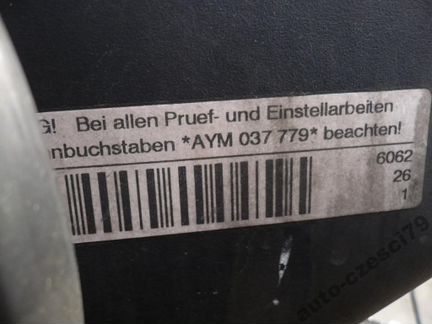 G! Bei allen Pruef- und Einstellarbeiten
nbuchstaben *AYM 037 779* beachten!
6062
26
1
auto-czesci79